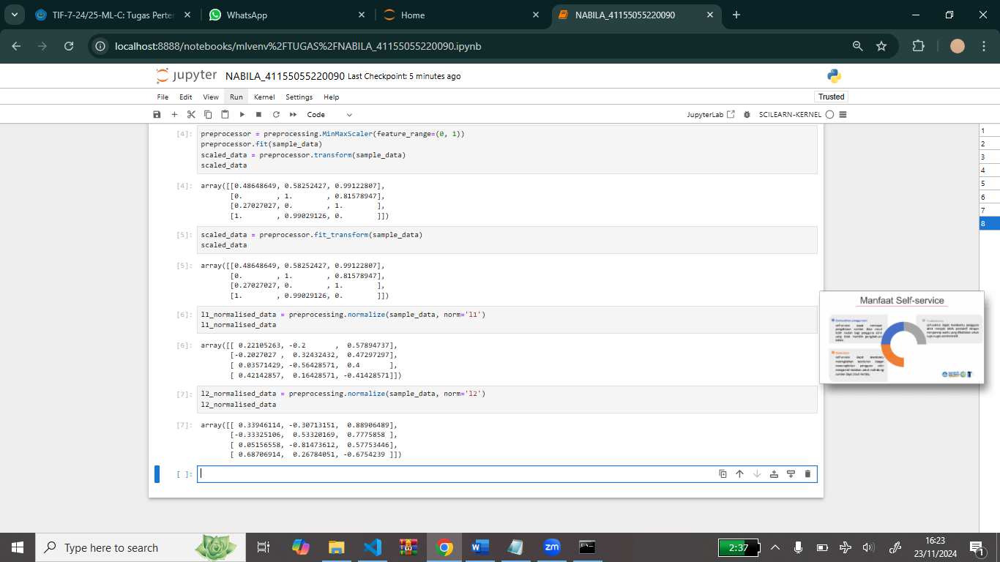 TIF-7-24/25-ML-C: Tugas Perter
WhatsApp
Home
NABILA_41155055220090
localhost:8888/notebooks/mlvenv%2FTUGAS%2FNABILA_41155055220090.ipynb
jupyter NABILA_41155055220090 Last Checkpoint: 5 minutes ago
File Edit View Run Kernel Settings Help
Trusted
Code
JupyterLab
SCILEARN-KERNEL
[4]: preprocessor = preprocessing.MinMaxScaler(feature_range=(0, 1))
preprocessor.fit(sample_data)
scaled_data = preprocessor.transform(sample_data)
scaled_data
[4]: array([[0.48648649, 0.58252427, 0.99122807],
[0. , 1. , 0.81578947],
[0.27027027, 0. , 1. ],
[1. , 0.99029126, 0. ]])
[5]: scaled_data = preprocessor.fit_transform(sample_data)
scaled_data
[5]: array([[0.48648649, 0.58252427, 0.99122807],
[0. , 1. , 0.81578947],
[0.27027027, 0. , 1. ],
[1. , 0.99029126, 0. ]])
[6]: l1_normalised_data = preprocessing.normalize(sample_data, norm='l1')
l1_normalised_data
[6]: array([[ 0.22105263, -0.2 , 0.57894737],
[-0.2027027 , 0.32432432, 0.47297297],
[ 0.03571429, -0.56428571, 0.4 ],
[ 0.42142857, 0.16428571, -0.41428571]])
[7]: l2_normalised_data = preprocessing.normalize(sample_data, norm='l2')
l2_normalised_data
[7]: array([[ 0.33946114, -0.30713151, 0.88906489],
[-0.33325106, 0.53320169, 0.7775858 ],
[ 0.05156558, -0.81473612, 0.57753446],
[ 0.68706914, 0.26784051, -0.6754239 ]])
[ ]:
1
2
3
4
5
6
7
8
Manfaat Self-service
Type here to search
2:37
16:23
23/11/2024
1